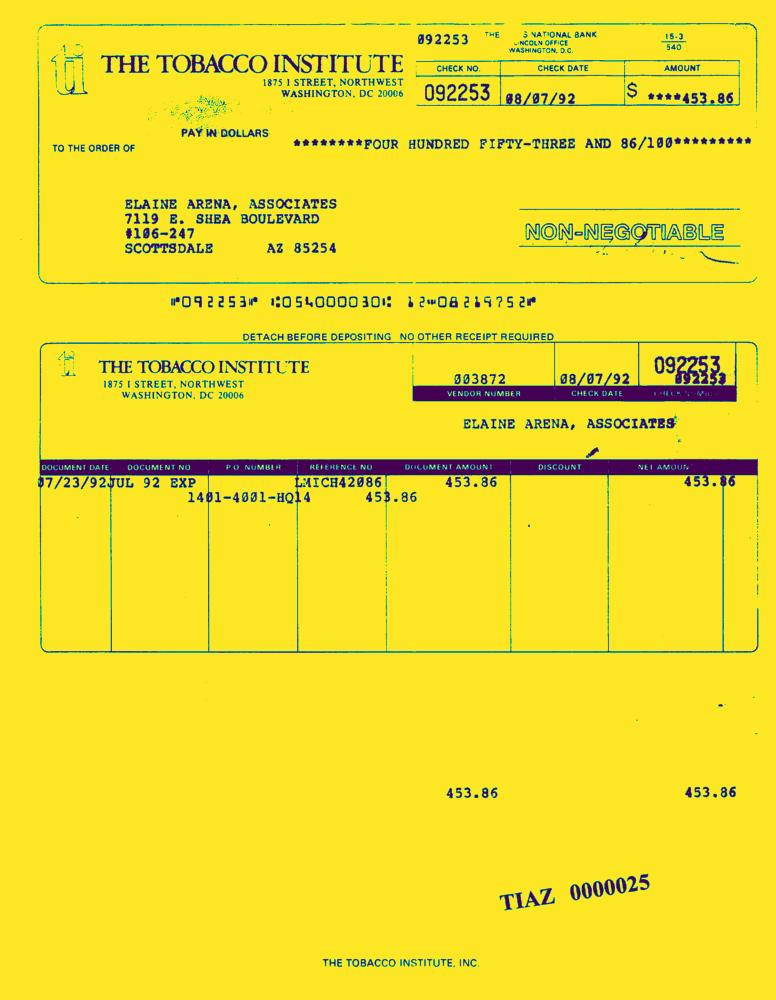 092253 THE NATIONAL BANK
LINCOLN OFFICE
WASHINGTON, D.C.
15-3
540
ti THE TOBACCO INSTITUTE
1875 I STREET, NORTHWEST
WASHINGTON, DC 20006
CHECK NO. CHECK DATE AMOUNT
092253 08/07/92 $ ****453.86
PAY IN DOLLARS
TO THE ORDER OF
********FOUR HUNDRED FIFTY-THREE AND 86/100*********
ELAINE ARENA, ASSOCIATES
7119 E. SHEA BOULEVARD
#106-247
SCOTTSDALE AZ 85254
NON-NEGOTIABLE
⑈092253⑈ ⑆054000030⑆ 12⑉08219752⑈
DETACH BEFORE DEPOSITING NO OTHER RECEIPT REQUIRED
ti THE TOBACCO INSTITUTE
1875 I STREET, NORTHWEST
WASHINGTON, DC 20006
003872 08/07/92 092253
092253
VENDOR NUMBER CHECK DATE
ELAINE ARENA, ASSOCIATES
DOCUMENT DATE DOCUMENT NO P O NUMBER REFERENCE NO DOCUMENT AMOUNT DISCOUNT NET AMOUNT
07/23/92 JUL 92 EXP LMICH42086 453.86 453.86
1401-4001-HQ14 453.86
453.86 453.86
TIAZ 0000025
THE TOBACCO INSTITUTE, INC.